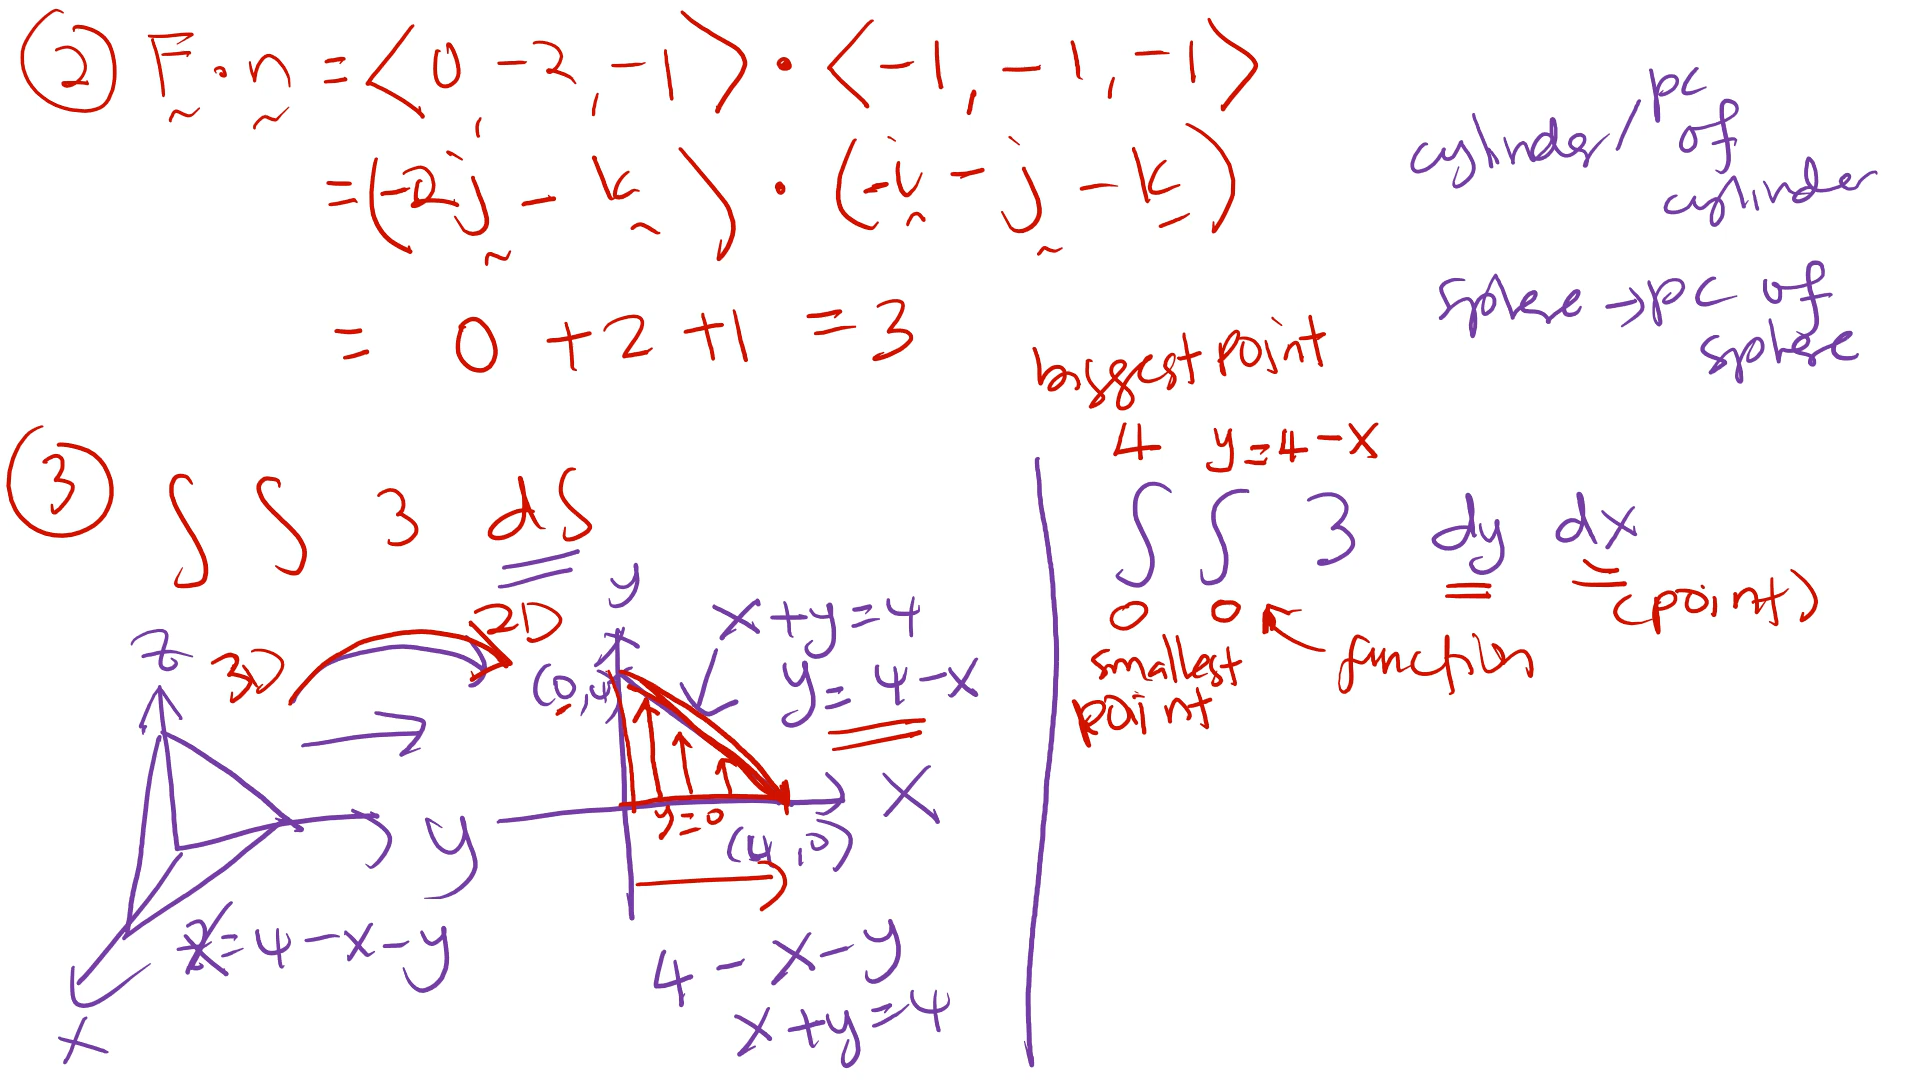 ② F · n = ⟨0, -2, -1⟩ · ⟨-1, -1, -1⟩
= (-2j - k) · (-i - j - k)
= 0 + 2 + 1 = 3
cylinder / pc
of
cylinder
sphere → pc of
sphere
③ ∫ ∫ 3 dS
3D
2D
z
y
x
z = 4 - x - y
y
(0,4)
x + y = 4
y = 4 - x
x
y = 0
(4,0)
4 - x - y
x + y = 4
biggest point
4 y = 4 - x
∫ ∫ 3 dy dx
0 0
(point)
smallest
point
function